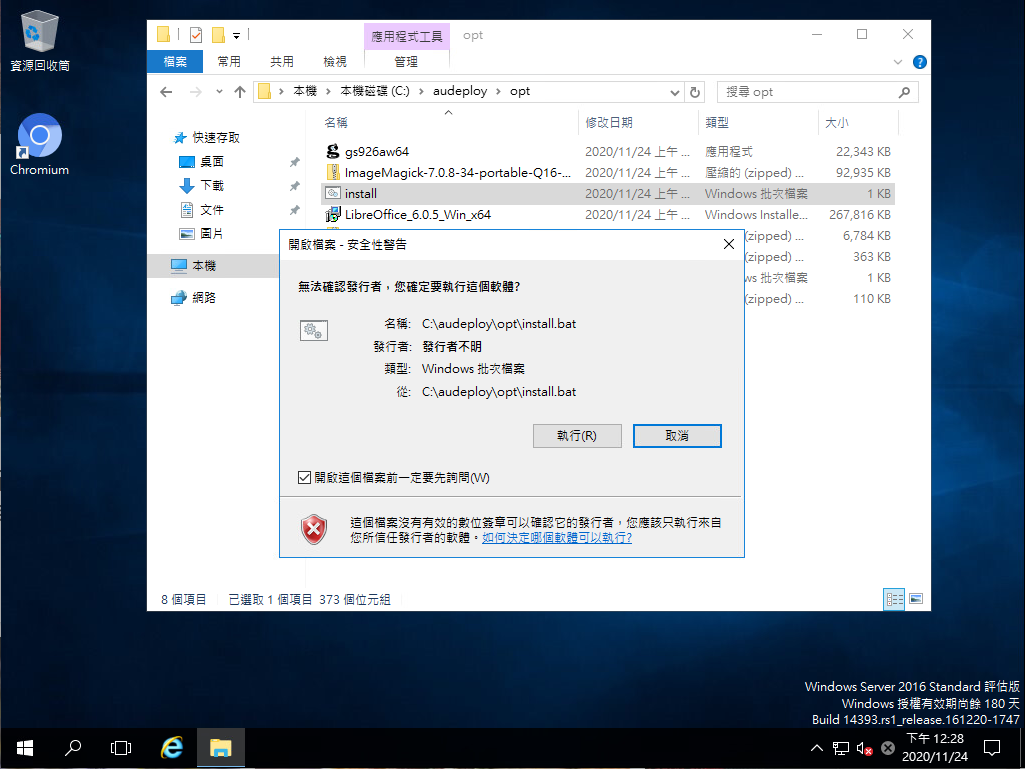 資源回收筒
Chromium
應用程式工具
opt
檔案
常用
共用
檢視
管理
本機 › 本機磁碟 (C:) › audeploy › opt
搜尋 opt
名稱
修改日期
類型
大小
快速存取
桌面
下載
文件
圖片
本機
網路
gs926aw64 2020/11/24 上午 ... 應用程式 22,343 KB
ImageMagick-7.0.8-34-portable-Q16-... 2020/11/24 上午 ... 壓縮的 (zipped) ... 92,935 KB
install 2020/11/24 上午 ... Windows 批次檔案 1 KB
LibreOffice_6.0.5_Win_x64 2020/11/24 上午 ... Windows Installe... 267,816 KB
(zipped) ... 6,784 KB
(zipped) ... 363 KB
ws 批次檔案 1 KB
(zipped) ... 110 KB
開啟檔案 - 安全性警告
無法確認發行者，您確定要執行這個軟體?
名稱: C:\audeploy\opt\install.bat
發行者: 發行者不明
類型: Windows 批次檔案
從: C:\audeploy\opt\install.bat
執行(R)
取消
開啟這個檔案前一定要先詢問(W)
這個檔案沒有有效的數位簽章可以確認它的發行者，您應該只執行來自
您所信任發行者的軟體。如何決定哪個軟體可以執行?
8 個項目
已選取 1 個項目 373 個位元組
Windows Server 2016 Standard 評估版
Windows 授權有效期尚餘 180 天
Build 14393.rs1_release.161220-1747
下午 12:28
2020/11/24